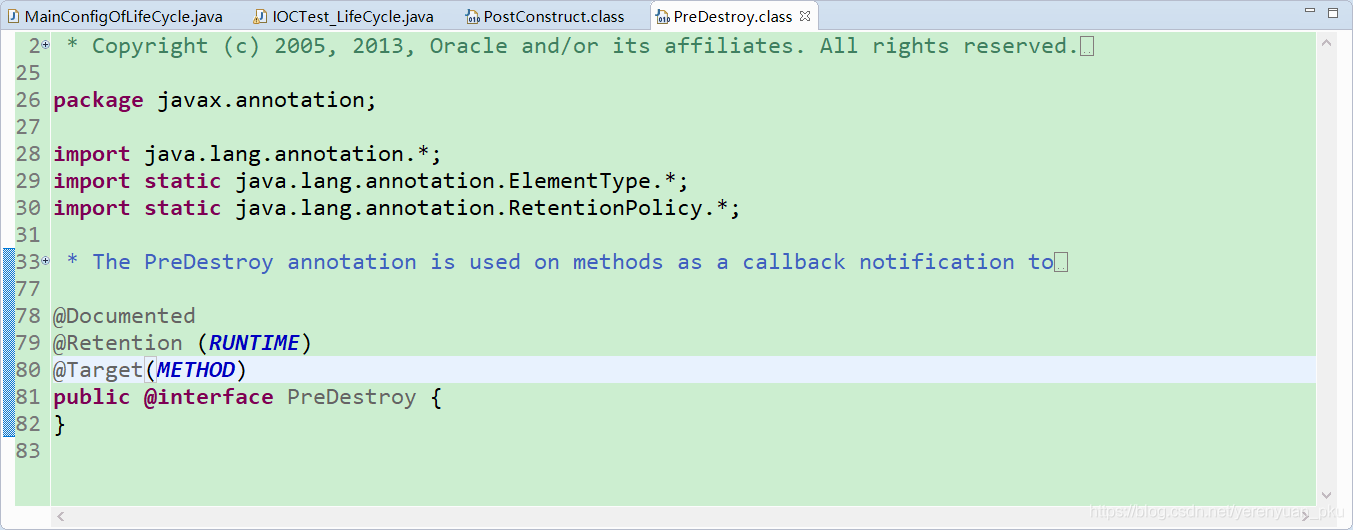 MainConfigOfLifeCycle.java IOCTest_LifeCycle.java PostConstruct.class PreDestroy.class
2 * Copyright (c) 2005, 2013, Oracle and/or its affiliates. All rights reserved.
25
26 package javax.annotation;
27
28 import java.lang.annotation.*;
29 import static java.lang.annotation.ElementType.*;
30 import static java.lang.annotation.RetentionPolicy.*;
31
33 * The PreDestroy annotation is used on methods as a callback notification to
77
78 @Documented
79 @Retention (RUNTIME)
80 @Target(METHOD)
81 public @interface PreDestroy {
82 }
83
https://blog.csdn.net/yerenyuan_pku